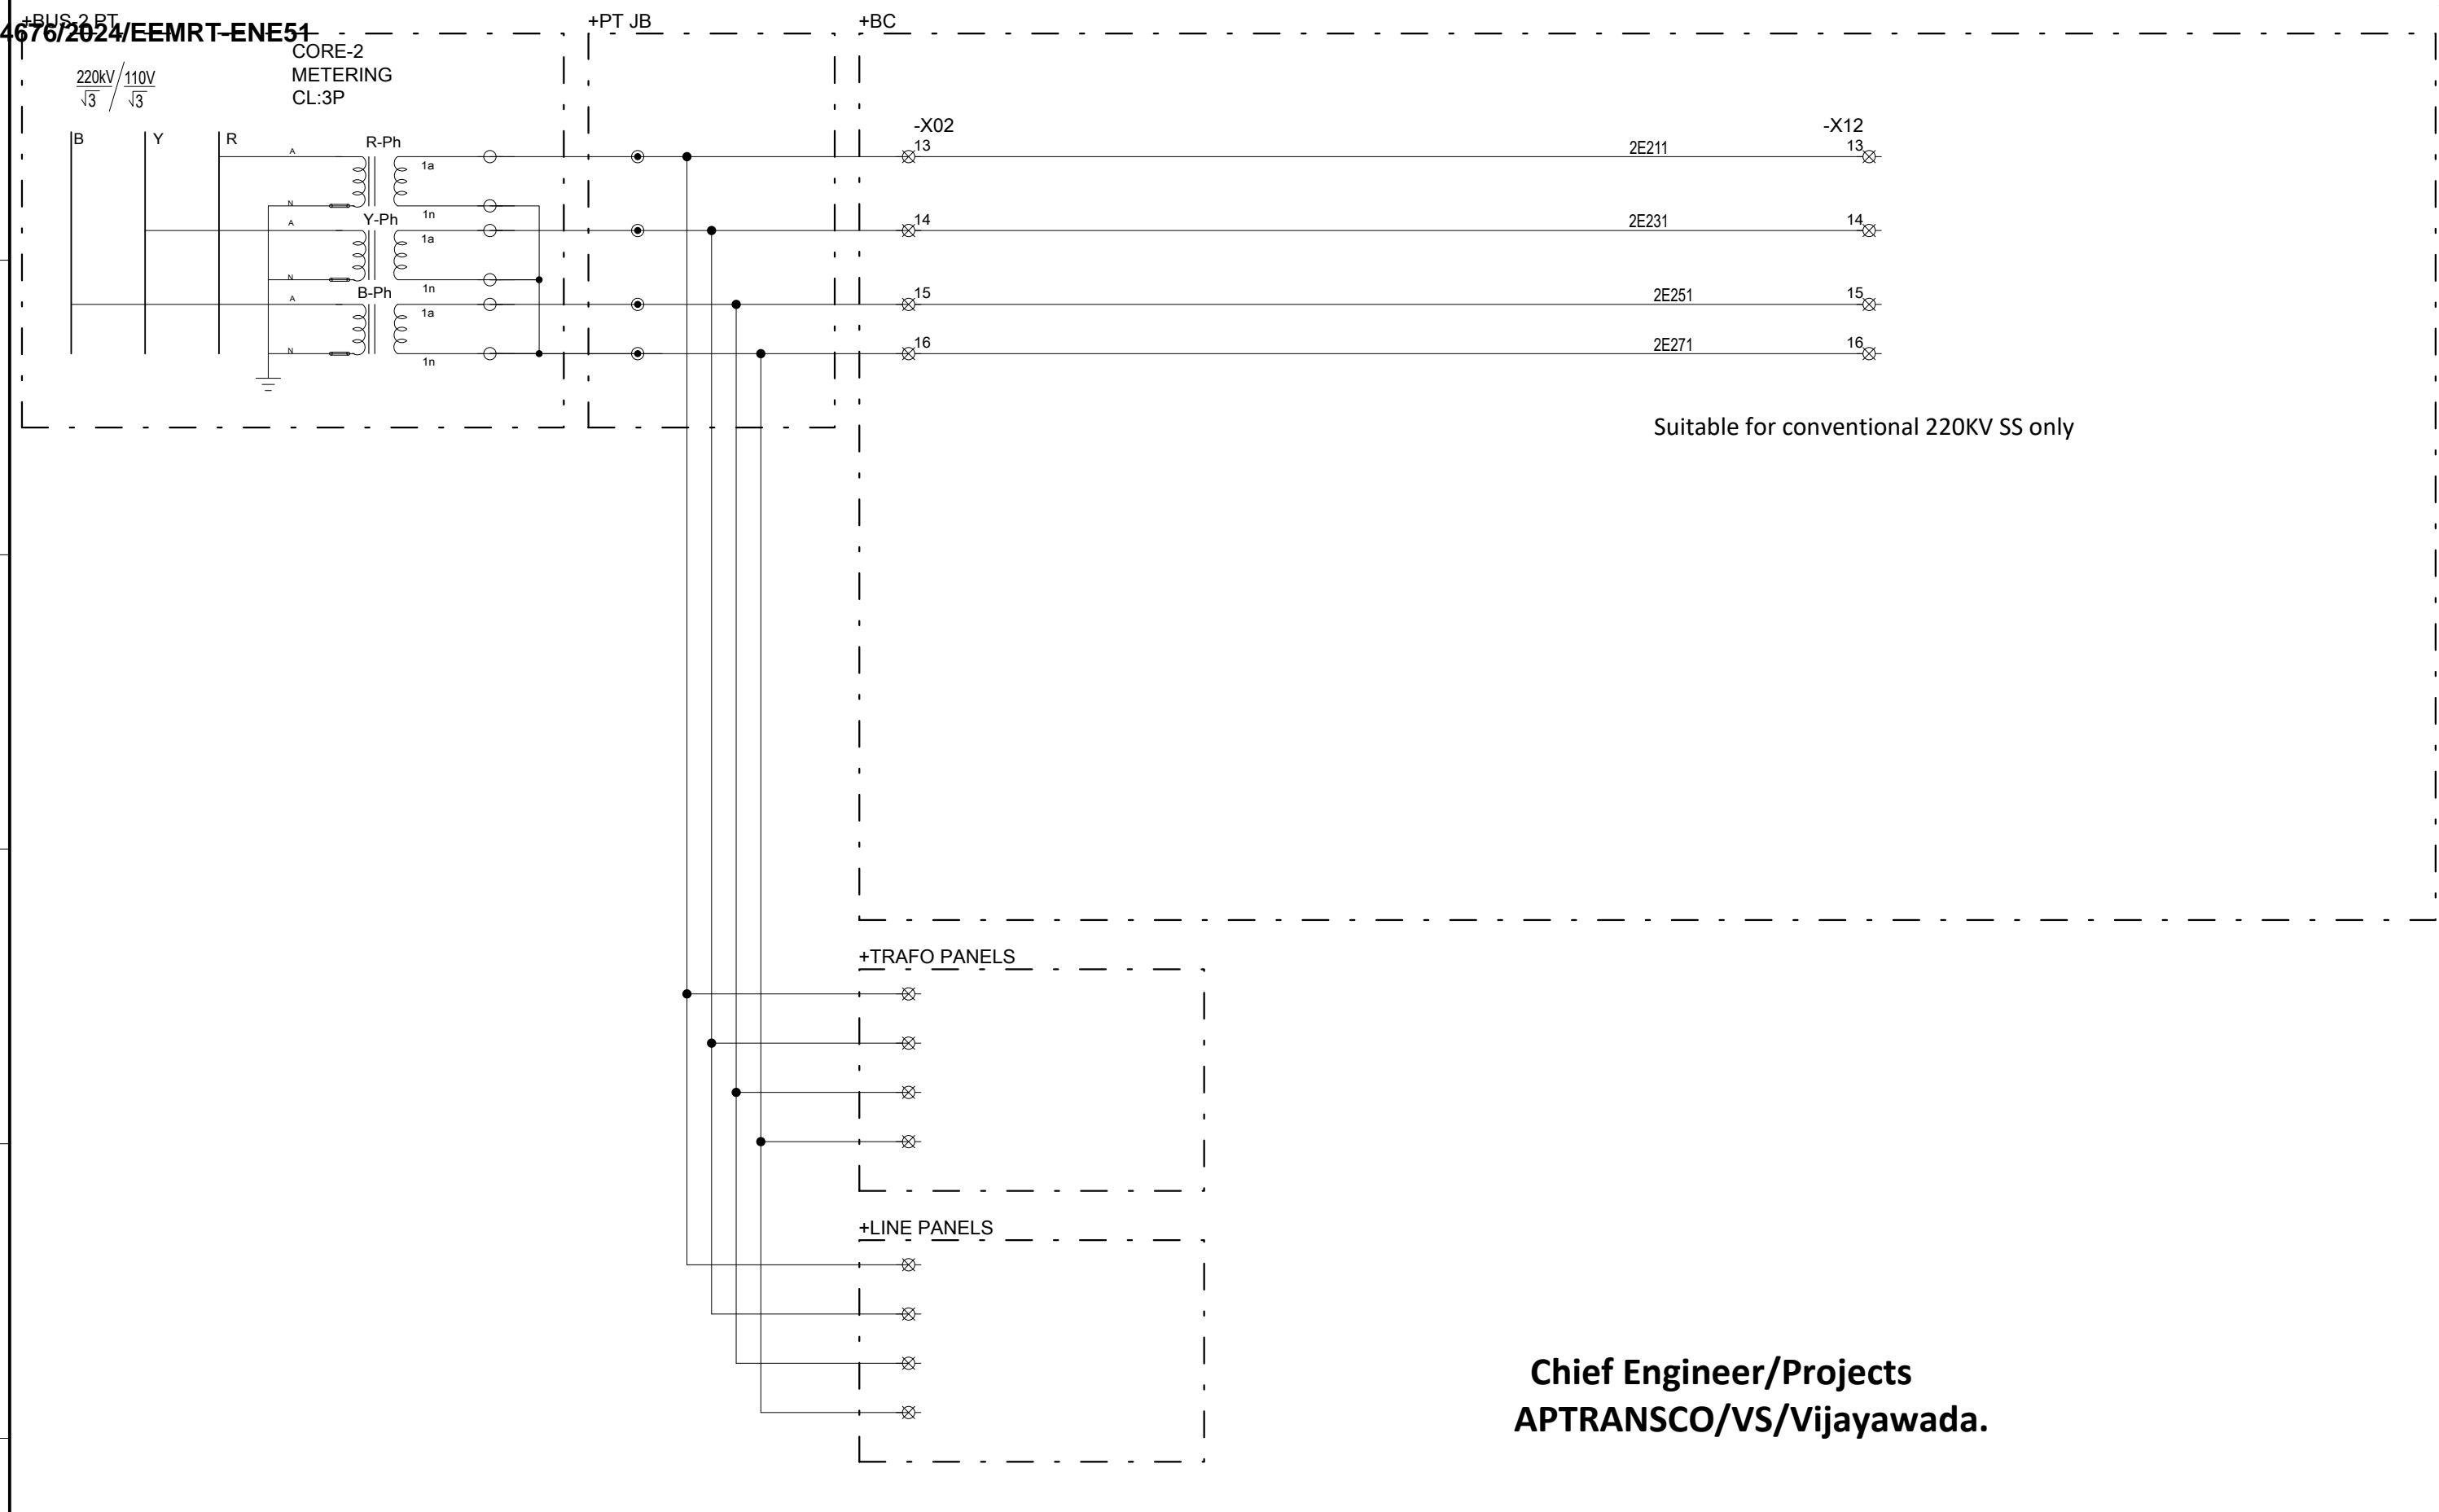 +BUS-2 PT
4676/2024/EEMRT-ENE51
+PT JB
+BC
CORE-2
METERING
CL:3P
220kV/110V
√3 √3
B
Y
R
A
R-Ph
1a
N
1n
A
Y-Ph
1a
N
1n
A
B-Ph
1a
N
1n
-X02
-X12
13
2E211
13
14
2E231
14
15
2E251
15
16
2E271
16
Suitable for conventional 220KV SS only
+TRAFO PANELS
+LINE PANELS
Chief Engineer/Projects
APTRANSCO/VS/Vijayawada.